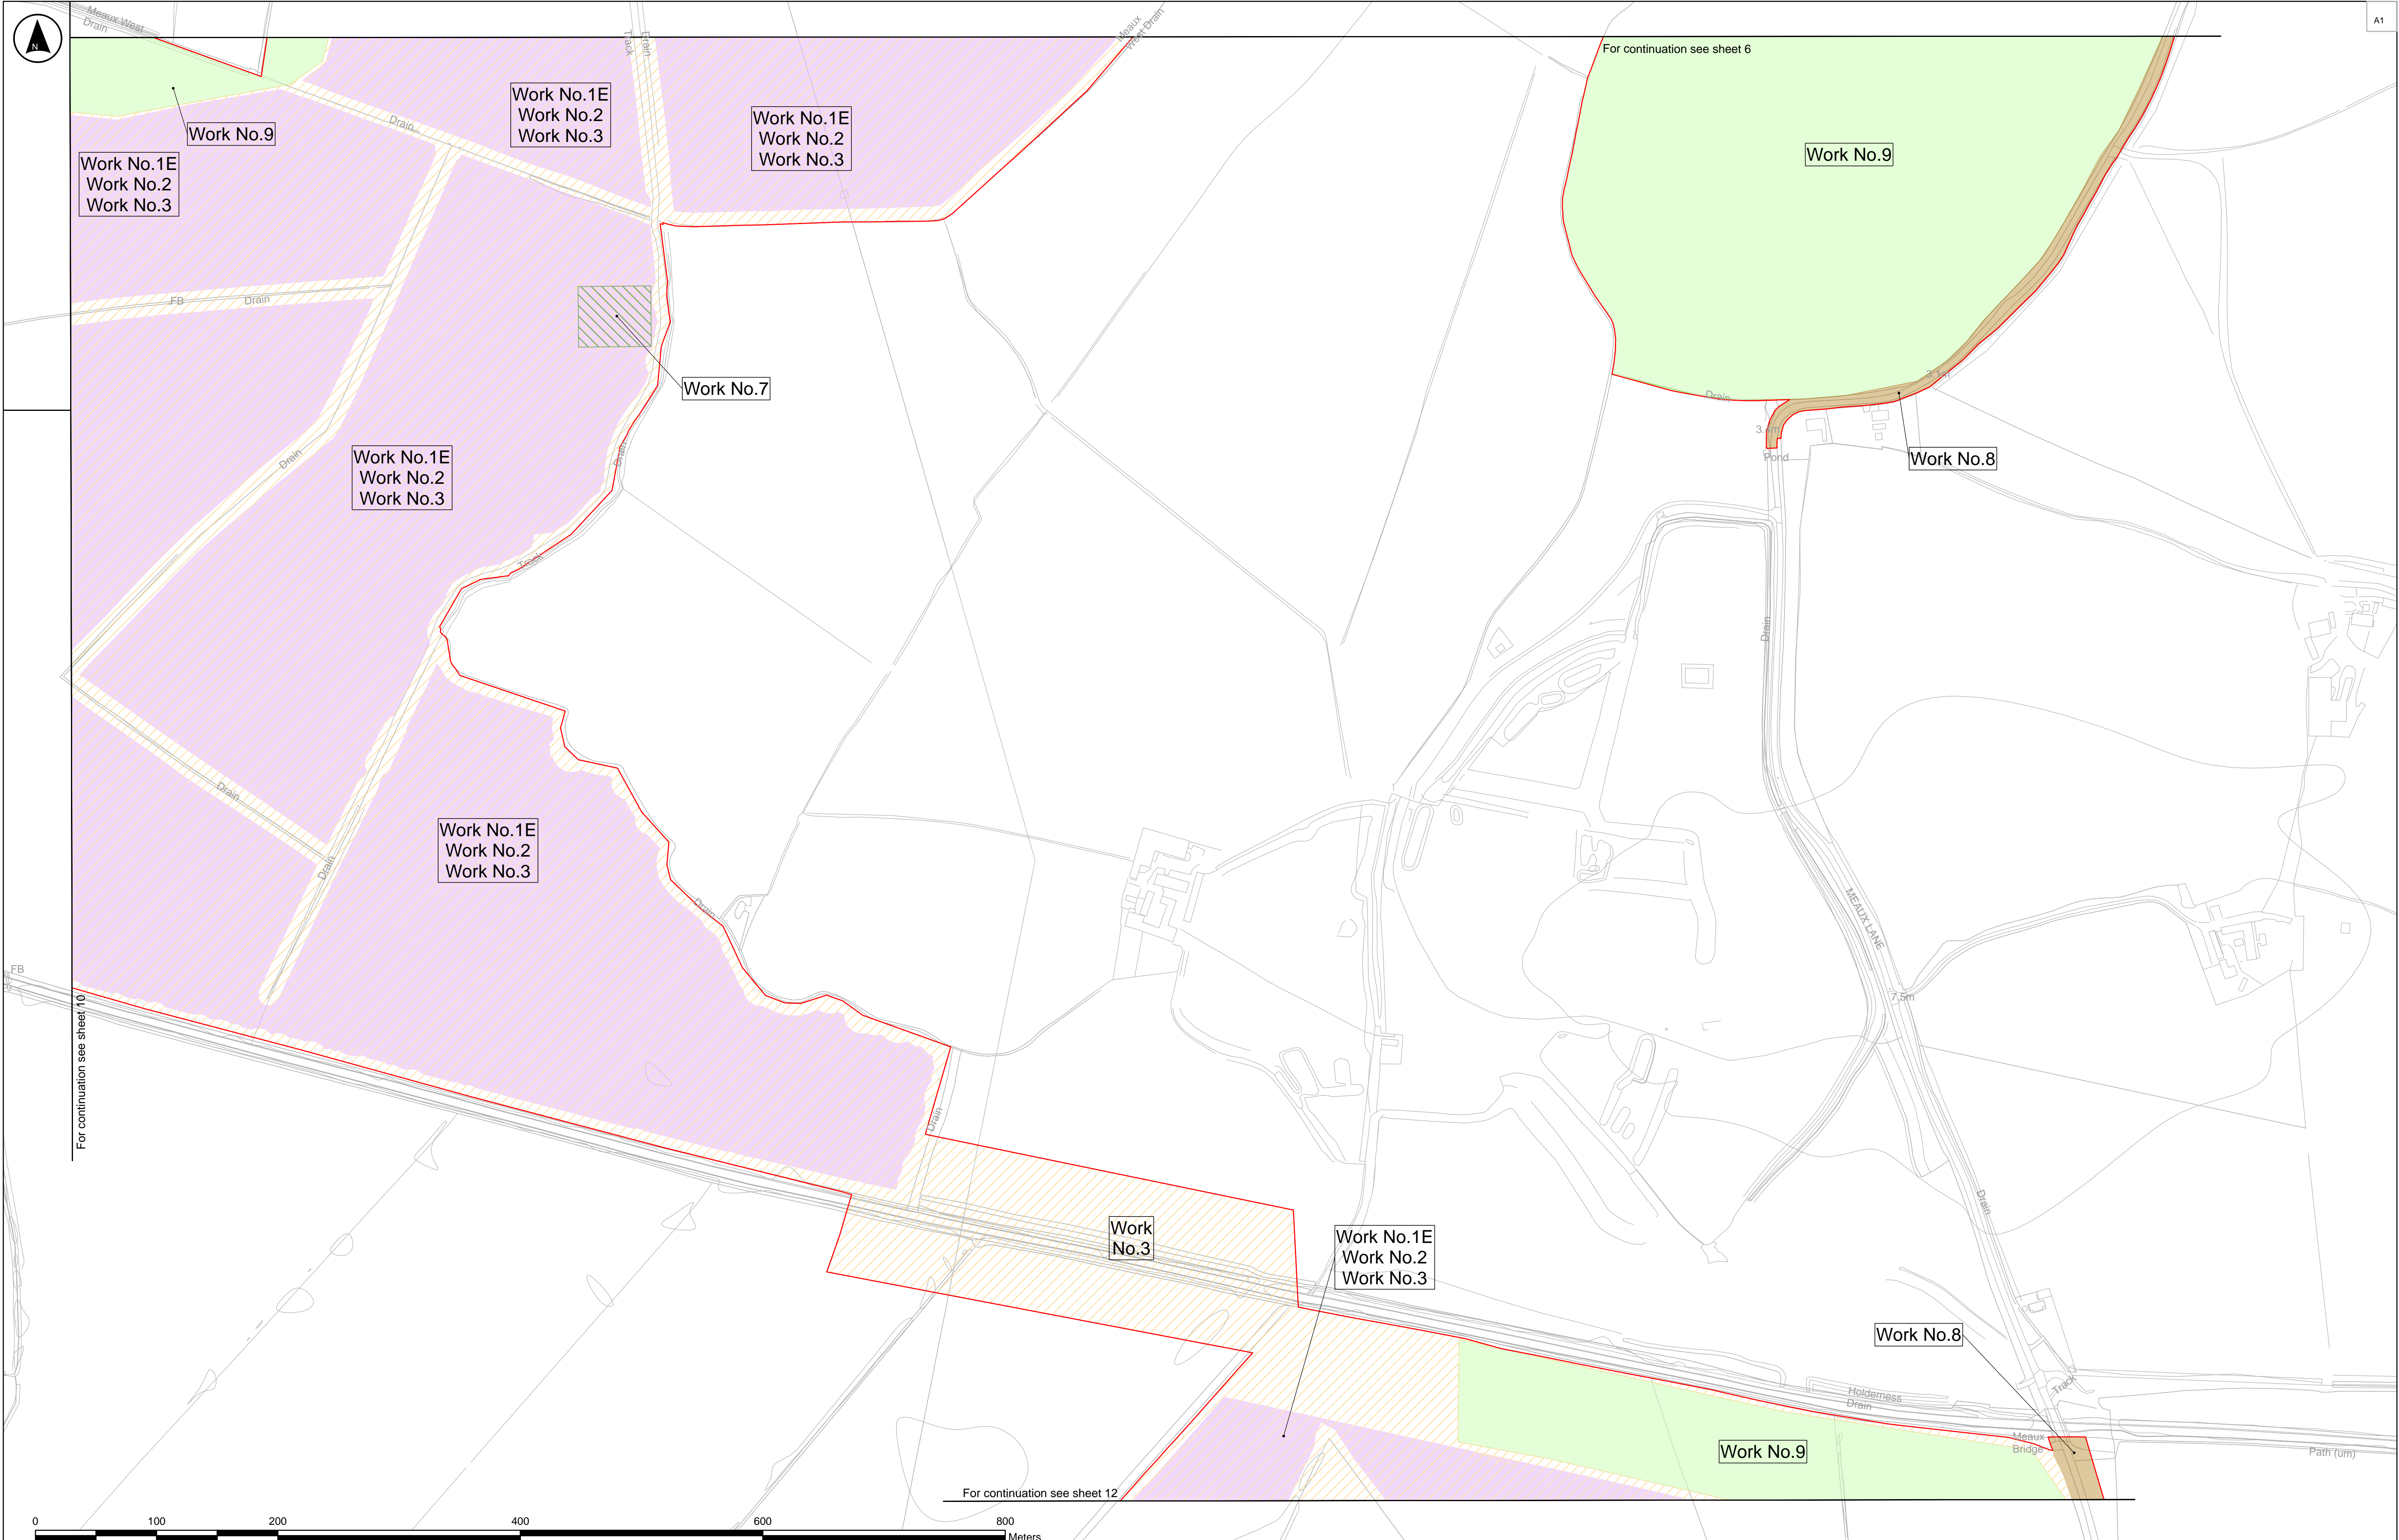 A1
N
Meaux West
Drain
Track
Drain
Meaux
West Drain
For continuation see sheet 6
Work No.1E
Work No.2
Work No.3
Work No.1E
Work No.2
Work No.3
Drain
Work No.9
Work No.9
Work No.1E
Work No.2
Work No.3
FB
Drain
Work No.7
3.1m
Drain
Pond
Work No.8
Drain
Drain
Work No.1E
Work No.2
Work No.3
Track
Drain
Drain
Work No.1E
Work No.2
Work No.3
Drain
Drain
MEAUX LANE
7.5m
FB
For continuation see sheet 10
Drain
Drain
Work
No.3
Work No.1E
Work No.2
Work No.3
Work No.8
Track
Holderness
Drain
Meaux
Bridge
Path (um)
Work No.9
For continuation see sheet 12
0 100 200 400 600 800
Meters